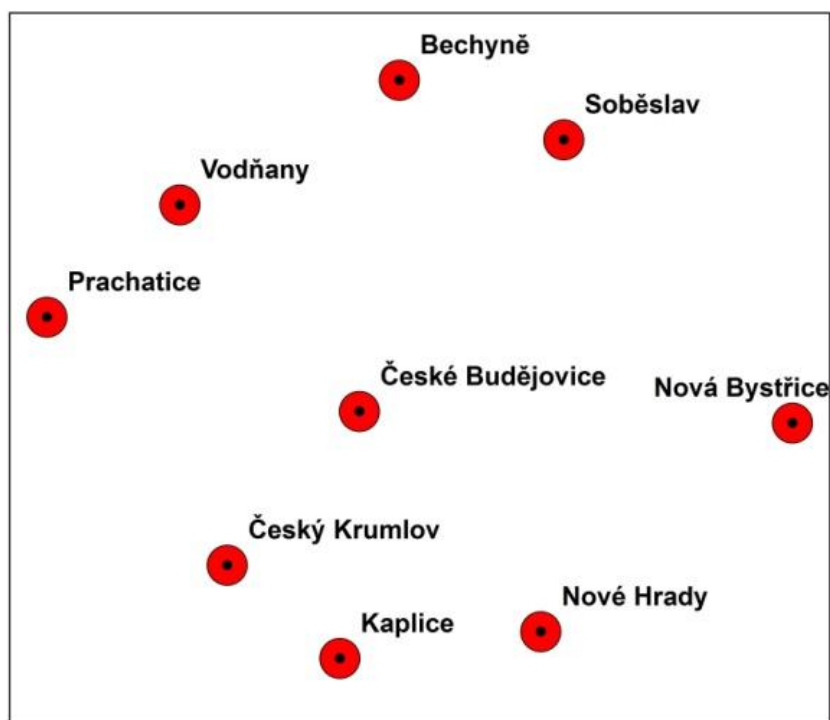 Bechyně
Soběslav
Vodňany
Prachatice
České Budějovice
Nová Bystřice
Český Krumlov
Nové Hrady
Kaplice